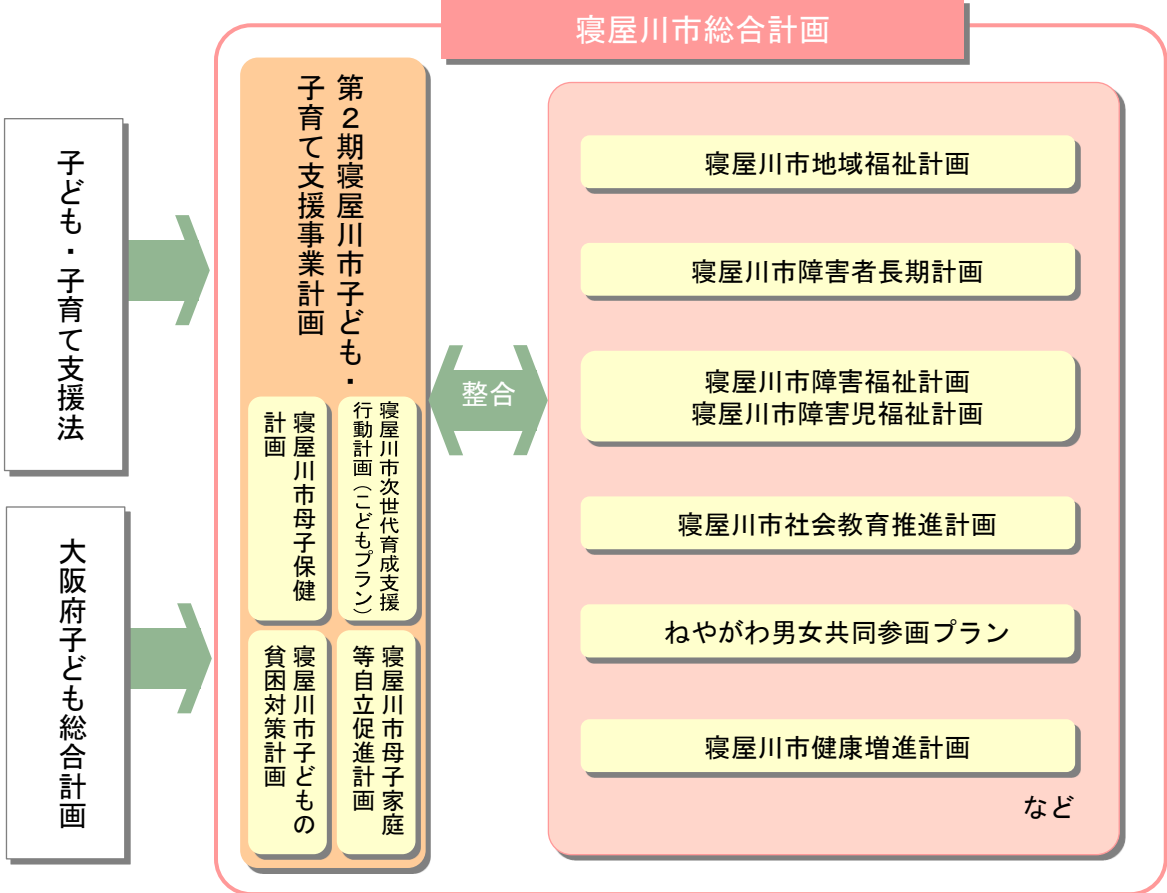 寝屋川市総合計画
子ども・子育て支援法
大阪府子ども総合計画
第２期寝屋川市子ども・
子育て支援事業計画
寝屋川市次世代育成支援
行動計画（こどもプラン）
寝屋川市母子保健
計画
寝屋川市母子家庭
等自立促進計画
寝屋川市子どもの
貧困対策計画
整合
寝屋川市地域福祉計画
寝屋川市障害者長期計画
寝屋川市障害福祉計画
寝屋川市障害児福祉計画
寝屋川市社会教育推進計画
ねやがわ男女共同参画プラン
寝屋川市健康増進計画
など